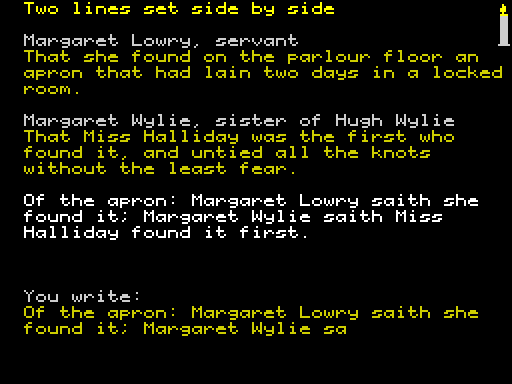 Two lines set side by side
Margaret Lowry, servant
That she found on the parlour floor an
apron that had lain two days in a locked
room.
Margaret Wylie, sister of Hugh Wylie
That Miss Halliday was the first who
found it, and untied all the knots
without the least fear.
Of the apron: Margaret Lowry saith she
found it; Margaret Wylie saith Miss
Halliday found it first.
You write:
Of the apron: Margaret Lowry saith she
found it; Margaret Wylie sa